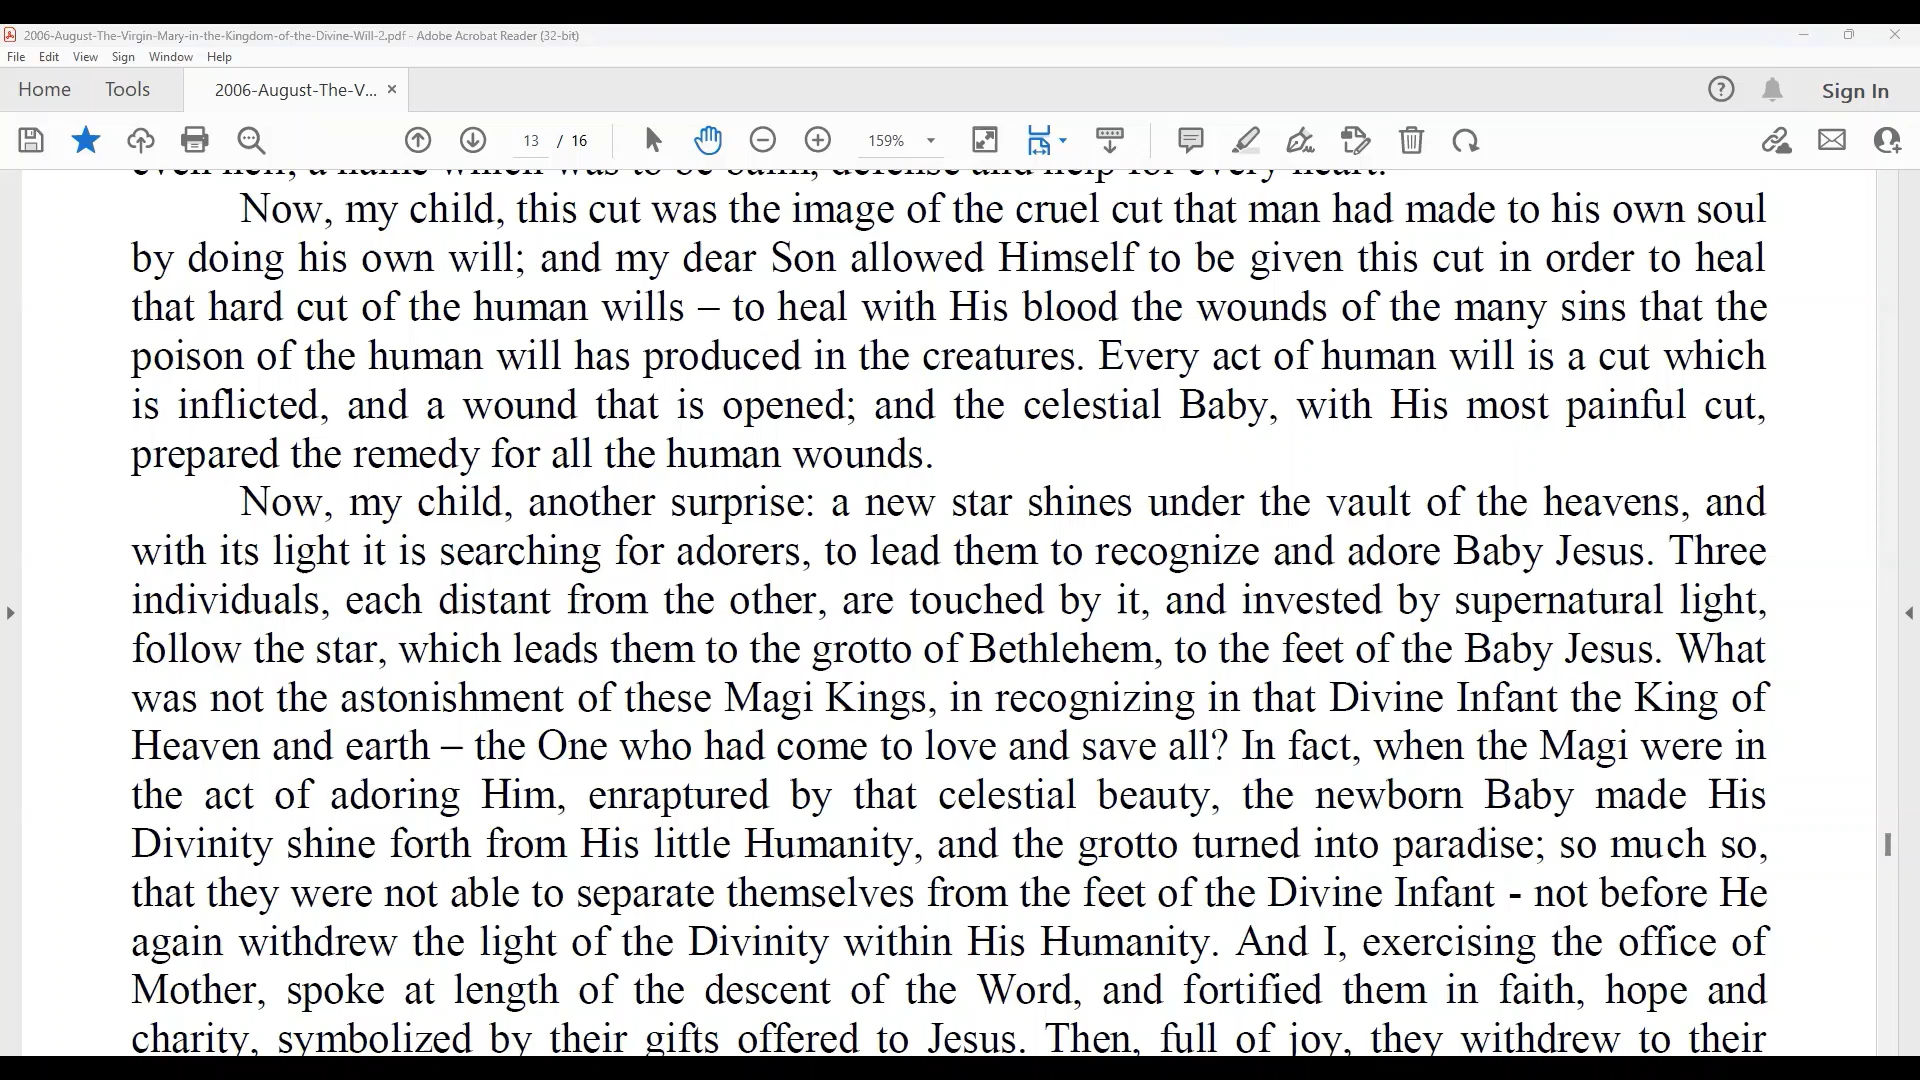 2006-August-The-Virgin-Mary-in-the-Kingdom-of-the-Divine-Will-2.pdf - Adobe Acrobat Reader (32-bit)
File Edit View Sign Window Help
Home Tools 2006-August-The-V... × Sign In
13 / 16 159%
even hell, a name which was to be balm, defense and help for every heart.
Now, my child, this cut was the image of the cruel cut that man had made to his own soul
by doing his own will; and my dear Son allowed Himself to be given this cut in order to heal
that hard cut of the human wills – to heal with His blood the wounds of the many sins that the
poison of the human will has produced in the creatures. Every act of human will is a cut which
is inflicted, and a wound that is opened; and the celestial Baby, with His most painful cut,
prepared the remedy for all the human wounds.
Now, my child, another surprise: a new star shines under the vault of the heavens, and
with its light it is searching for adorers, to lead them to recognize and adore Baby Jesus. Three
individuals, each distant from the other, are touched by it, and invested by supernatural light,
follow the star, which leads them to the grotto of Bethlehem, to the feet of the Baby Jesus. What
was not the astonishment of these Magi Kings, in recognizing in that Divine Infant the King of
Heaven and earth – the One who had come to love and save all? In fact, when the Magi were in
the act of adoring Him, enraptured by that celestial beauty, the newborn Baby made His
Divinity shine forth from His little Humanity, and the grotto turned into paradise; so much so,
that they were not able to separate themselves from the feet of the Divine Infant - not before He
again withdrew the light of the Divinity within His Humanity. And I, exercising the office of
Mother, spoke at length of the descent of the Word, and fortified them in faith, hope and
charity, symbolized by their gifts offered to Jesus. Then, full of joy, they withdrew to their